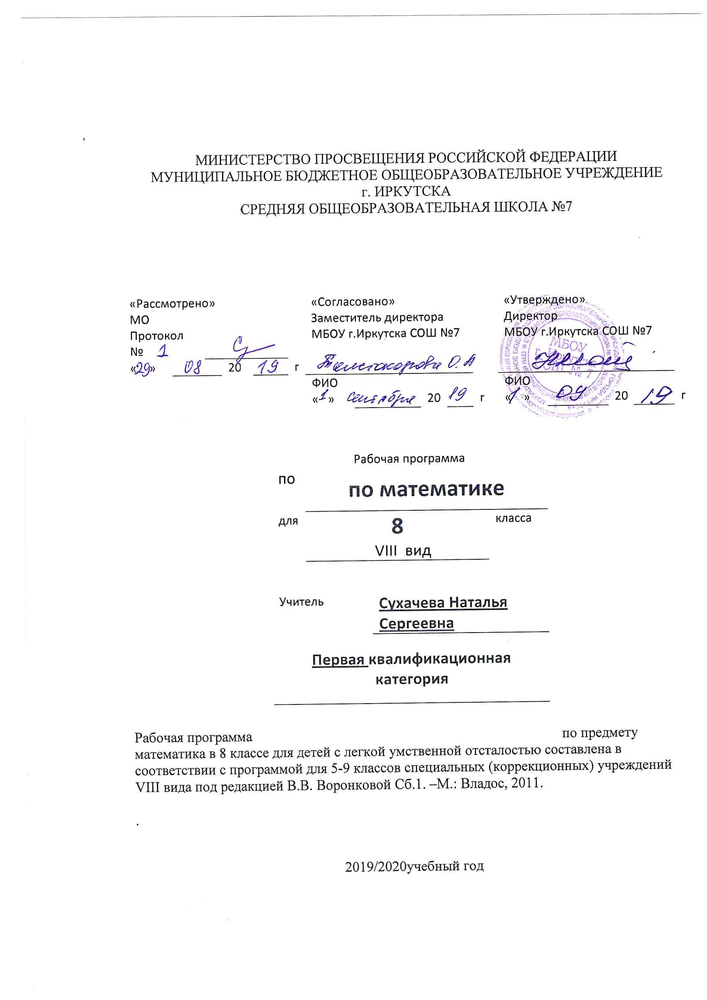 МИНИСТЕРСТВО ПРОСВЕЩЕНИЯ РОССИЙСКОЙ ФЕДЕРАЦИИ
МУНИЦИПАЛЬНОЕ БЮДЖЕТНОЕ ОБЩЕОБРАЗОВАТЕЛЬНОЕ УЧРЕЖДЕНИЕ
г. ИРКУТСКА
СРЕДНЯЯ ОБЩЕОБРАЗОВАТЕЛЬНАЯ ШКОЛА №7
«Рассмотрено»
МО
Протокол
№ 1
«29» 08 20 19 г
«Согласовано»
Заместитель директора
МБОУ г.Иркутска СОШ №7
О.А
ФИО
«1» сентября 20 19 г
«Утверждено»
Директор
МБОУ г.Иркутска СОШ №7
ФИО
«1» 09 20 19 г
МБОУ
г. Иркутска
СОШ № 7
Рабочая программа
по по математике
для 8 класса
VIII вид
Учитель Сухачева Наталья
Сергеевна
Первая квалификационная
категория
Рабочая программа по предмету
математика в 8 классе для детей с легкой умственной отсталостью составлена в
соответствии с программой для 5-9 классов специальных (коррекционных) учреждений
VIII вида под редакцией В.В. Воронковой Сб.1. –М.: Владос, 2011.
.
2019/2020учебный год